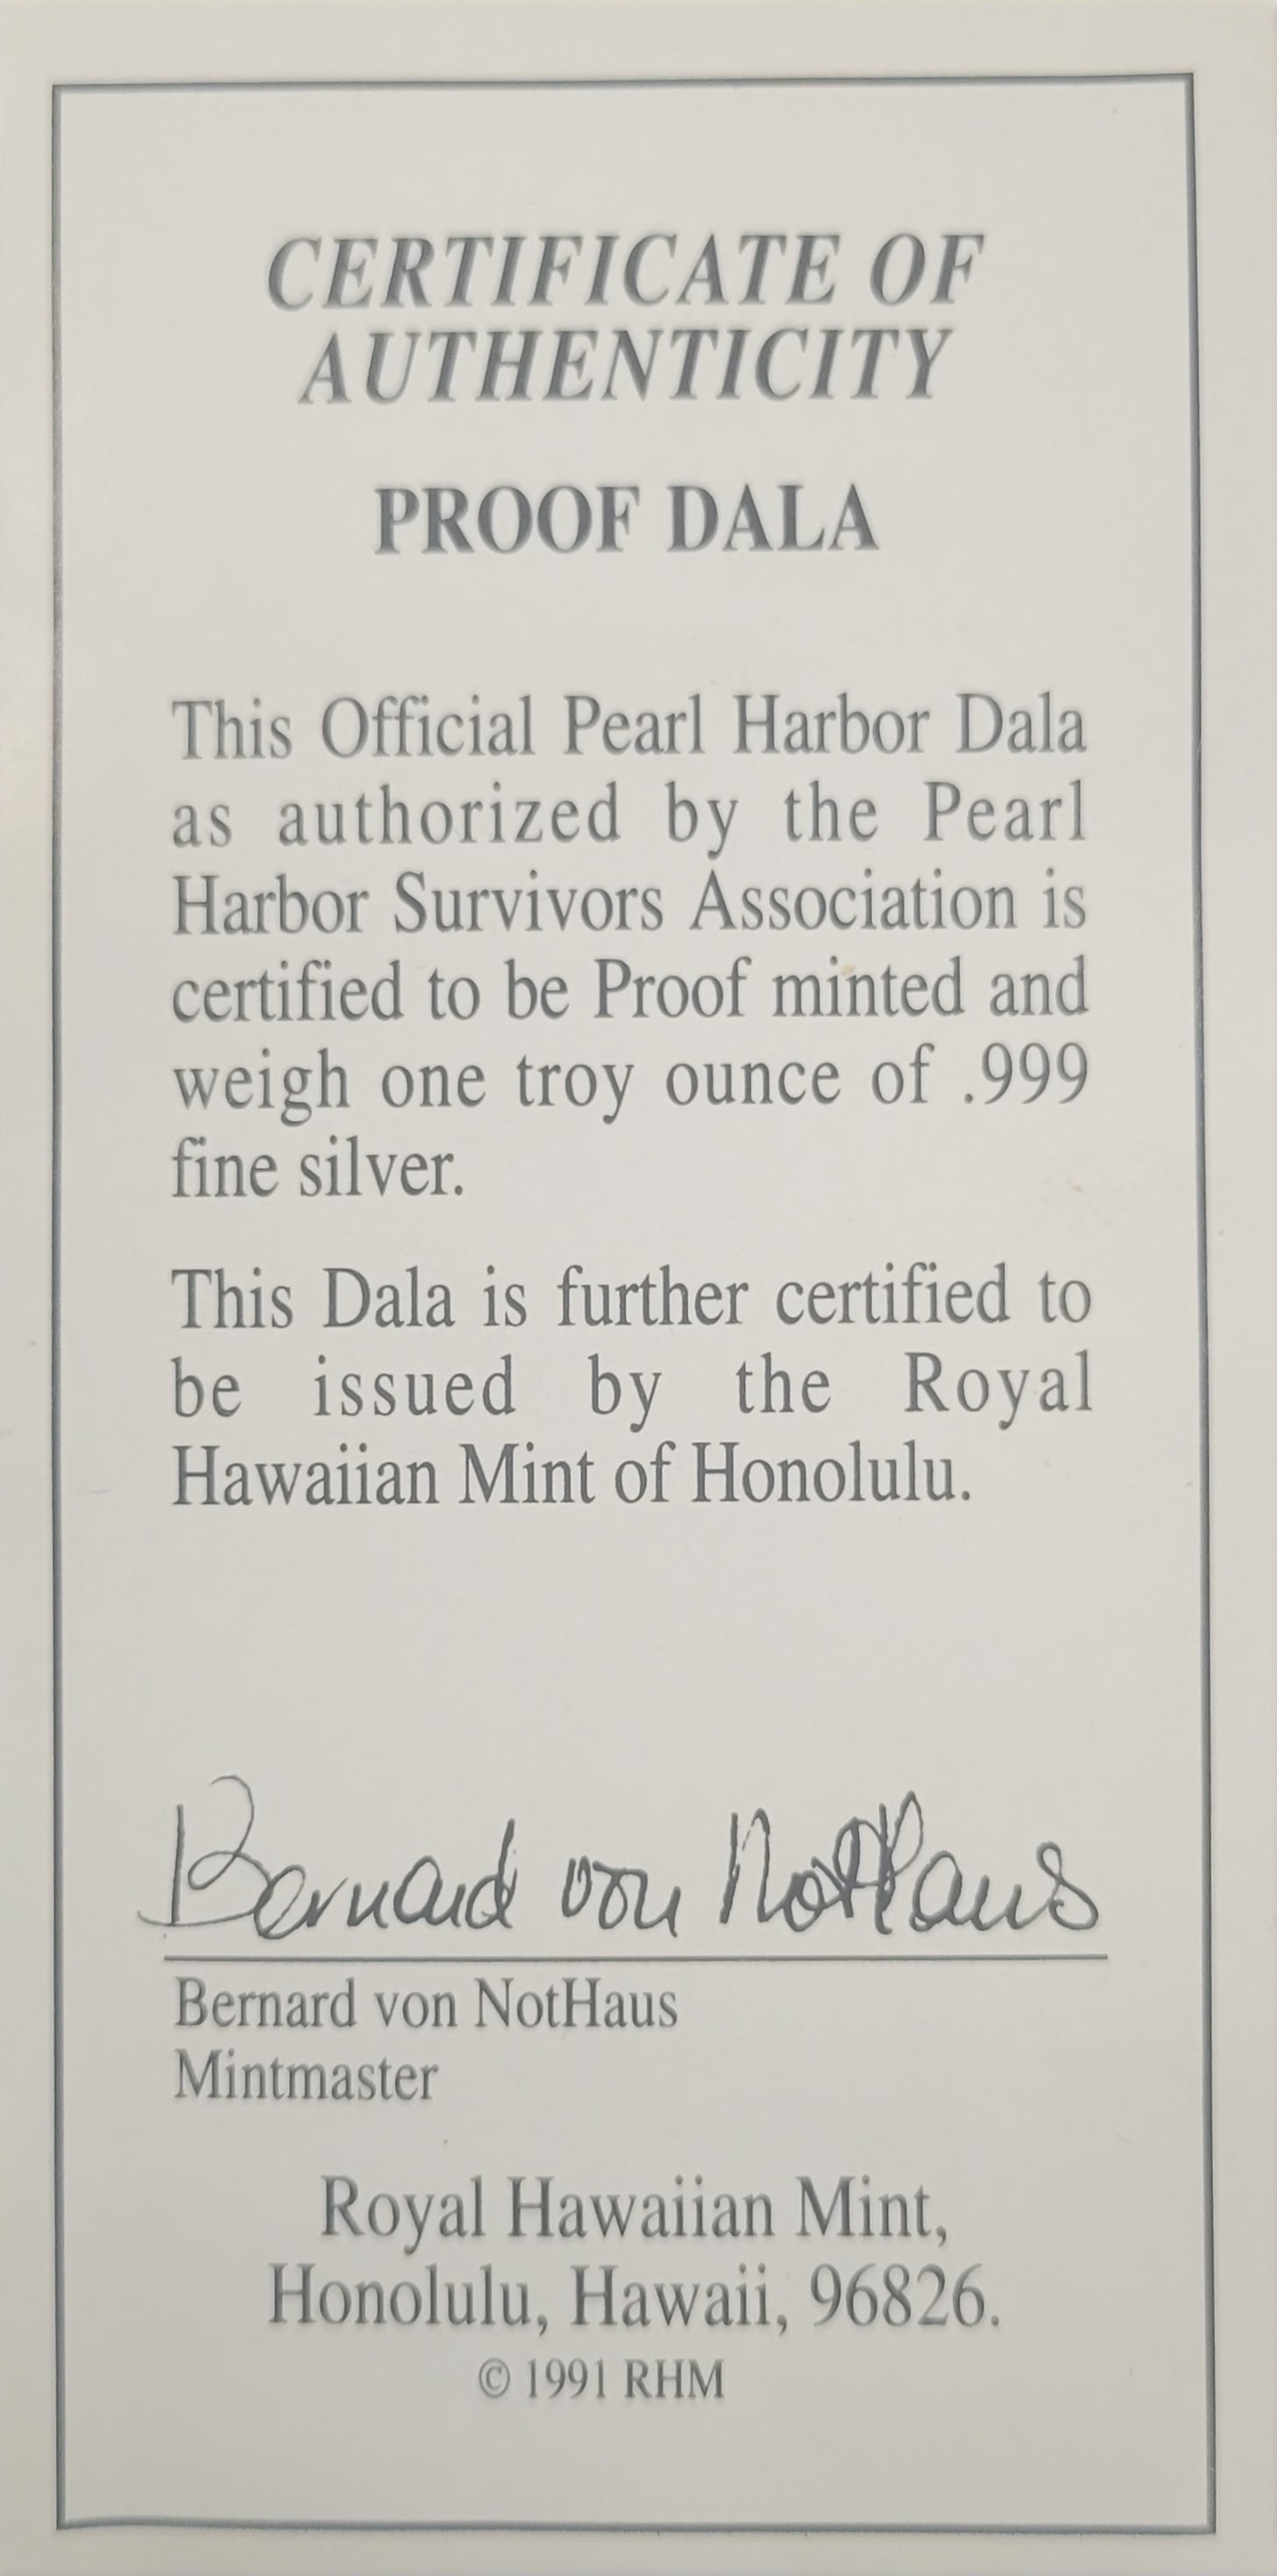 CERTIFICATE OF
AUTHENTICITY
PROOF DALA
This Official Pearl Harbor Dala
as authorized by the Pearl
Harbor Survivors Association is
certified to be Proof minted and
weigh one troy ounce of .999
fine silver.
This Dala is further certified to
be issued by the Royal
Hawaiian Mint of Honolulu.
Bernard von NotHaus
Bernard von NotHaus
Mintmaster
Royal Hawaiian Mint,
Honolulu, Hawaii, 96826.
© 1991 RHM